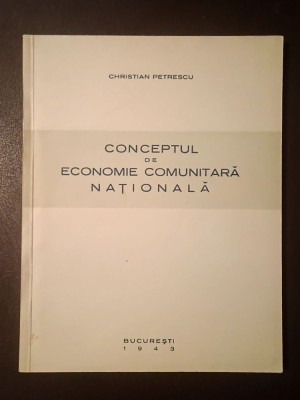 CHRISTIAN PETRESCU
CONCEPTUL
DE
ECONOMIE COMUNITARĂ
NAȚIONALĂ
BUCUREȘTI
1943